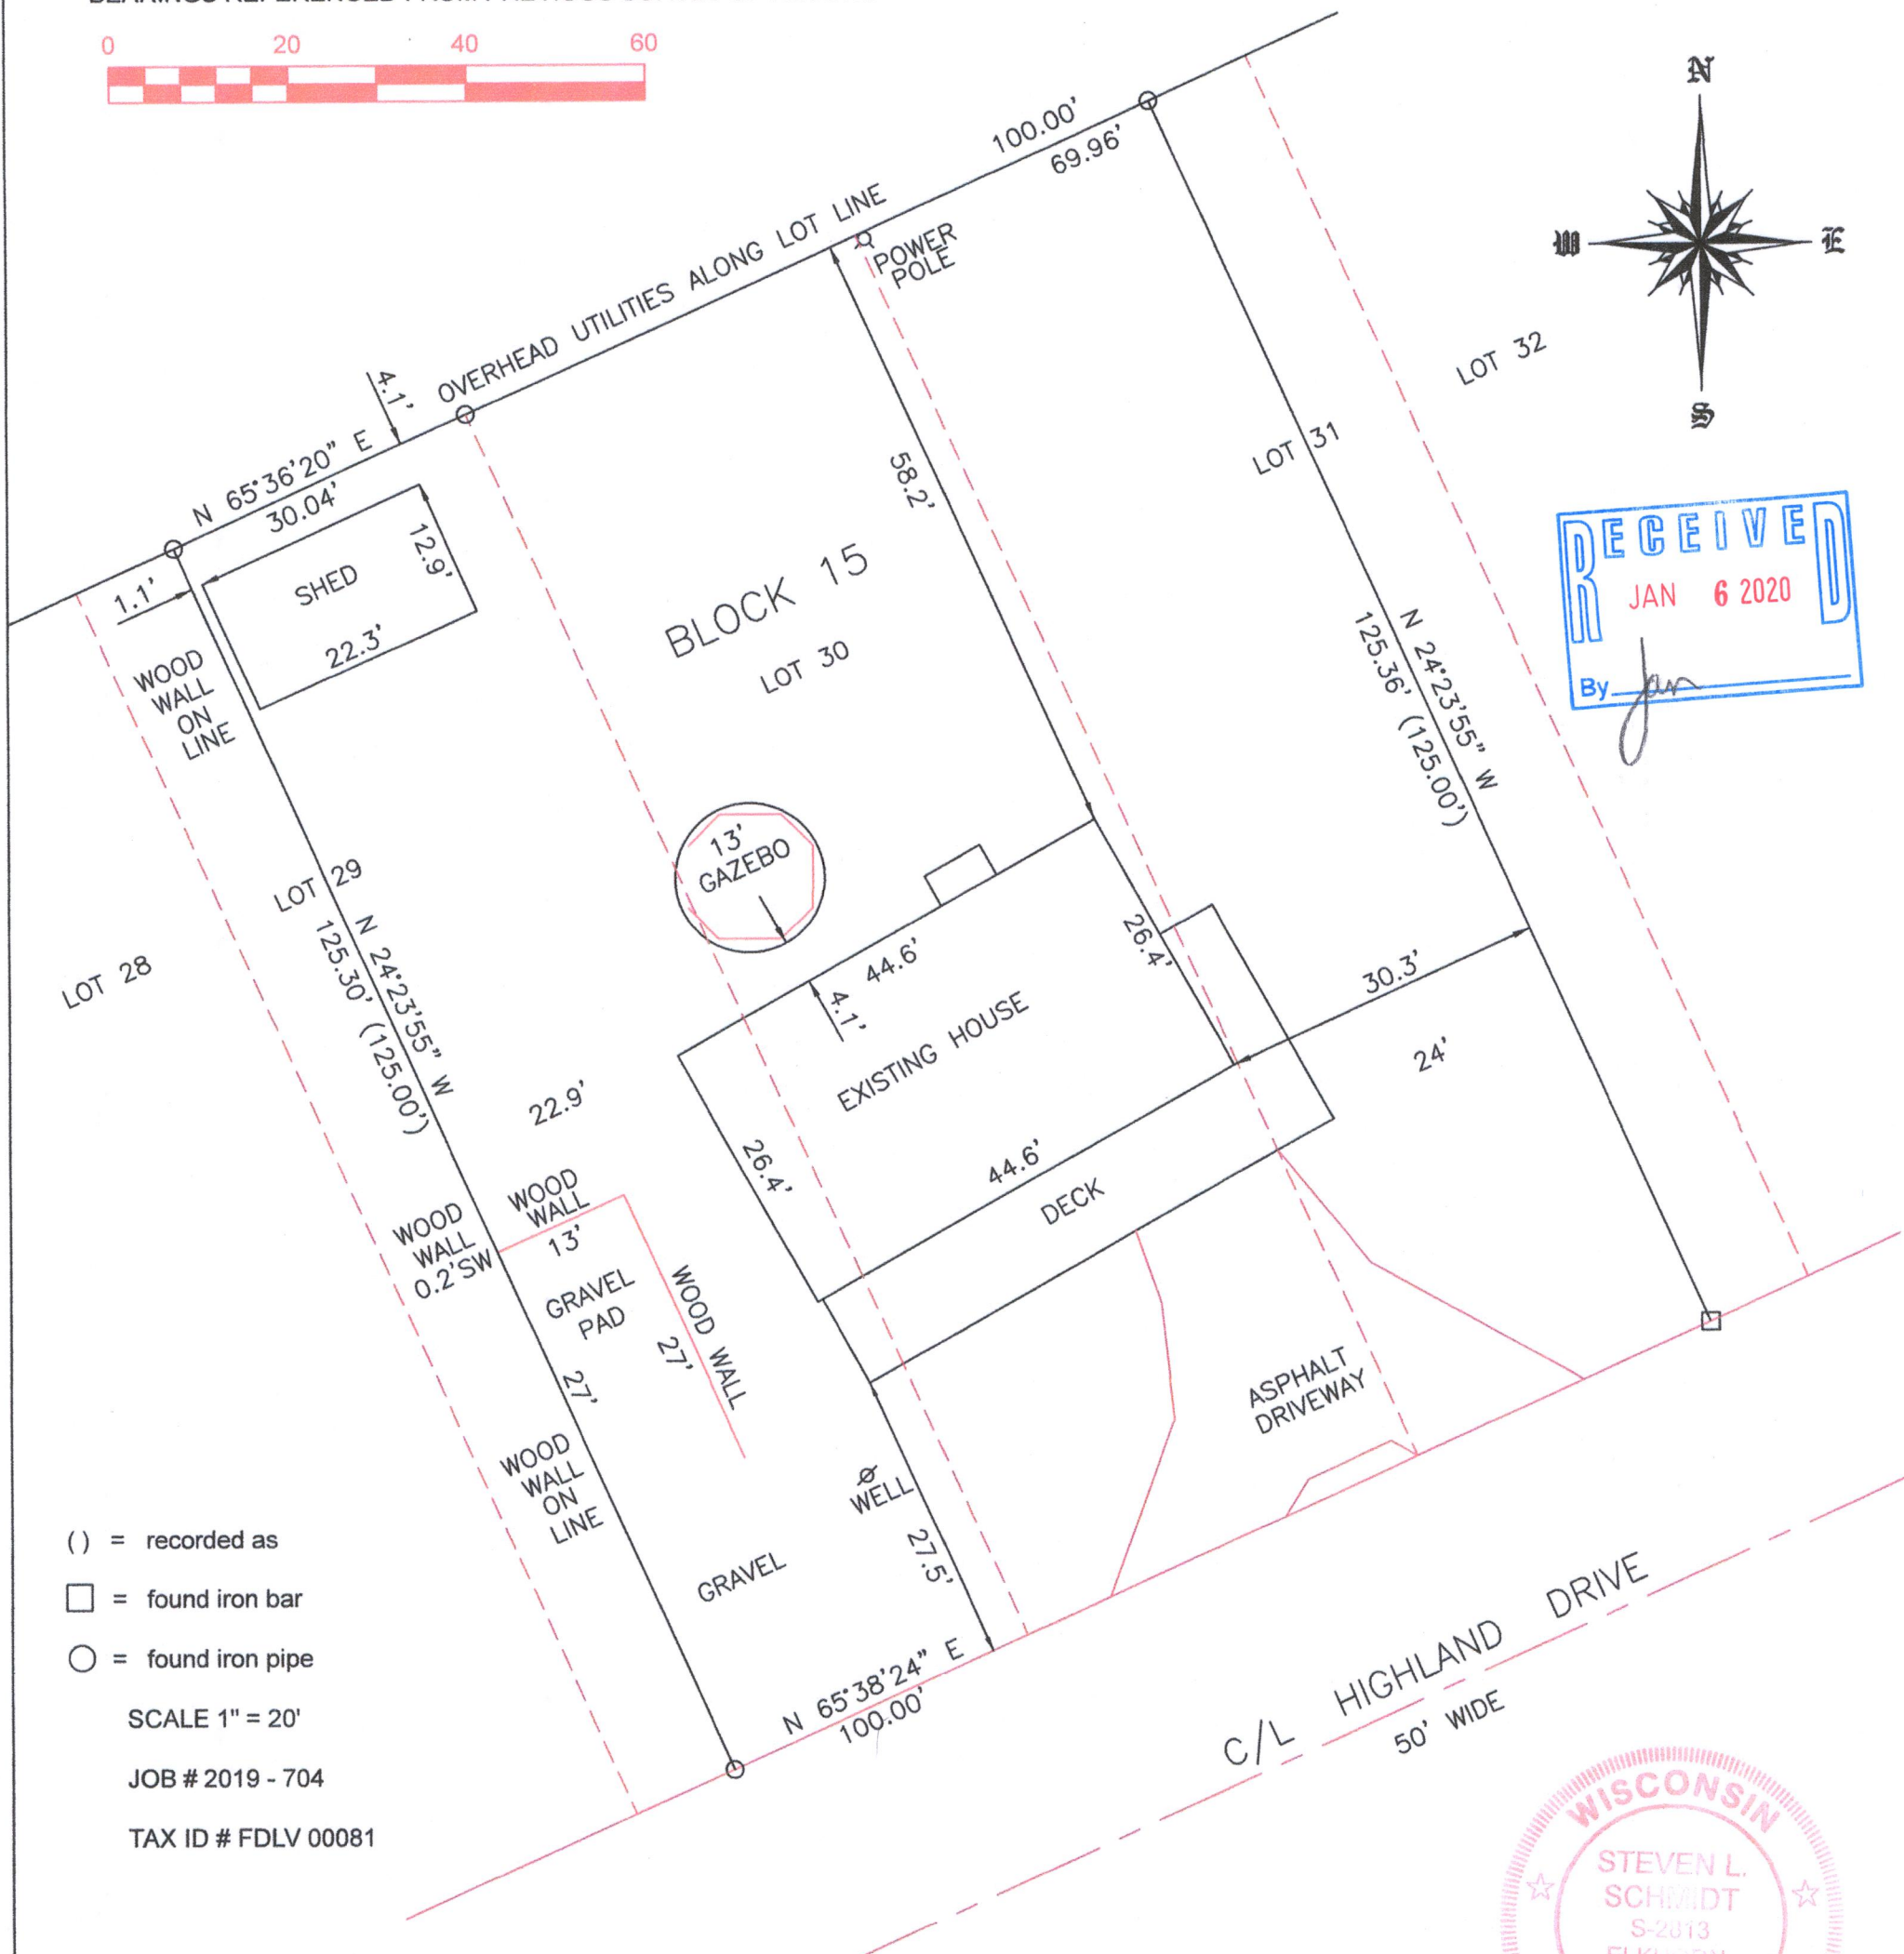 0 20 40 60
N
W
E
S
100.00'
69.96'
OVERHEAD UTILITIES ALONG LOT LINE
POWER
POLE
4.1'
N 65°36'20" E
30.04'
1.1'
SHED
12.9'
22.3'
WOOD
WALL
ON
LINE
58.2'
BLOCK 15
LOT 30
LOT 31
LOT 32
RECEIVED
JAN 6 2020
By Jan
N 24°23'55" W
125.36' (125.00')
13'
GAZEBO
LOT 29
LOT 28
N 24°23'55" W
125.30' (125.00')
44.6'
4.1'
26.4'
EXISTING HOUSE
30.3'
24'
22.9'
26.4'
44.6'
DECK
WOOD
WALL
13'
WOOD
WALL
0.2'SW
GRAVEL
PAD
WOOD WALL
27'
27'
WOOD
WALL
ON
LINE
ASPHALT
DRIVEWAY
WELL
27.5'
GRAVEL
N 65°38'24" E
100.00'
C/L HIGHLAND DRIVE
50' WIDE
( ) = recorded as
= found iron bar
= found iron pipe
SCALE 1" = 20'
JOB # 2019 - 704
TAX ID # FDLV 00081
WISCONSIN
STEVEN L.
SCHMIDT
S-2813